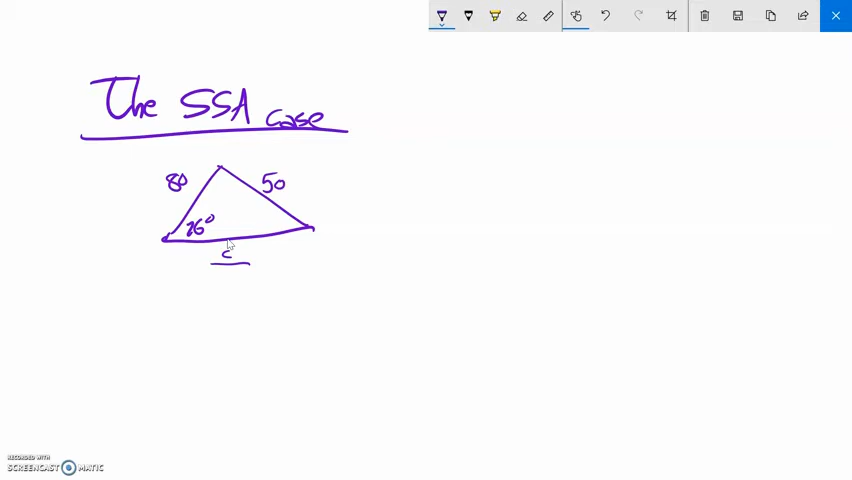 The SSA case
80
50
26°
c
RECORDED WITH
SCREENCAST MATIC